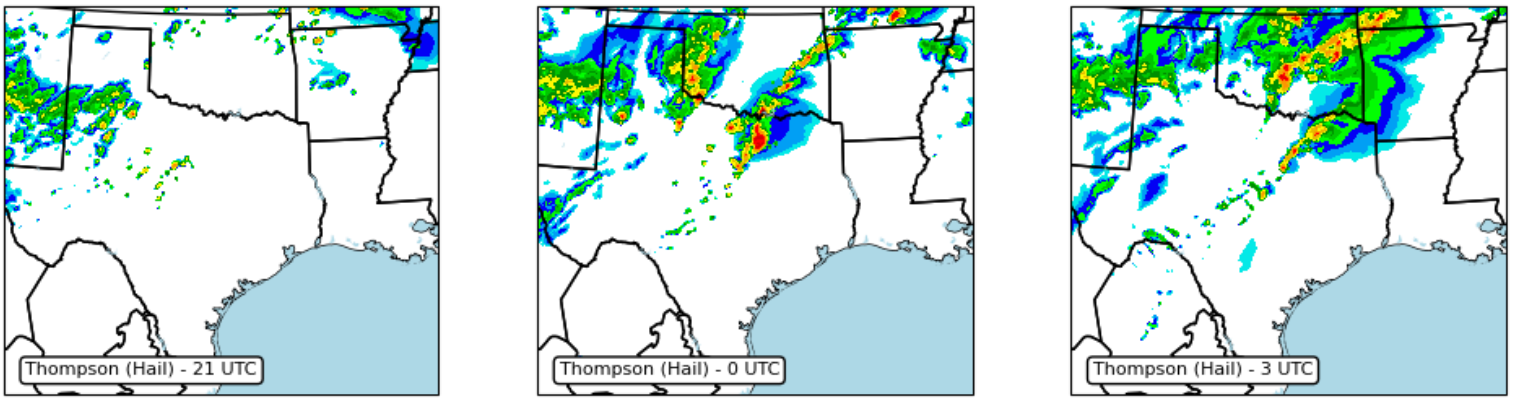 Thompson (Hail) - 21 UTC
Thompson (Hail) - 0 UTC
Thompson (Hail) - 3 UTC